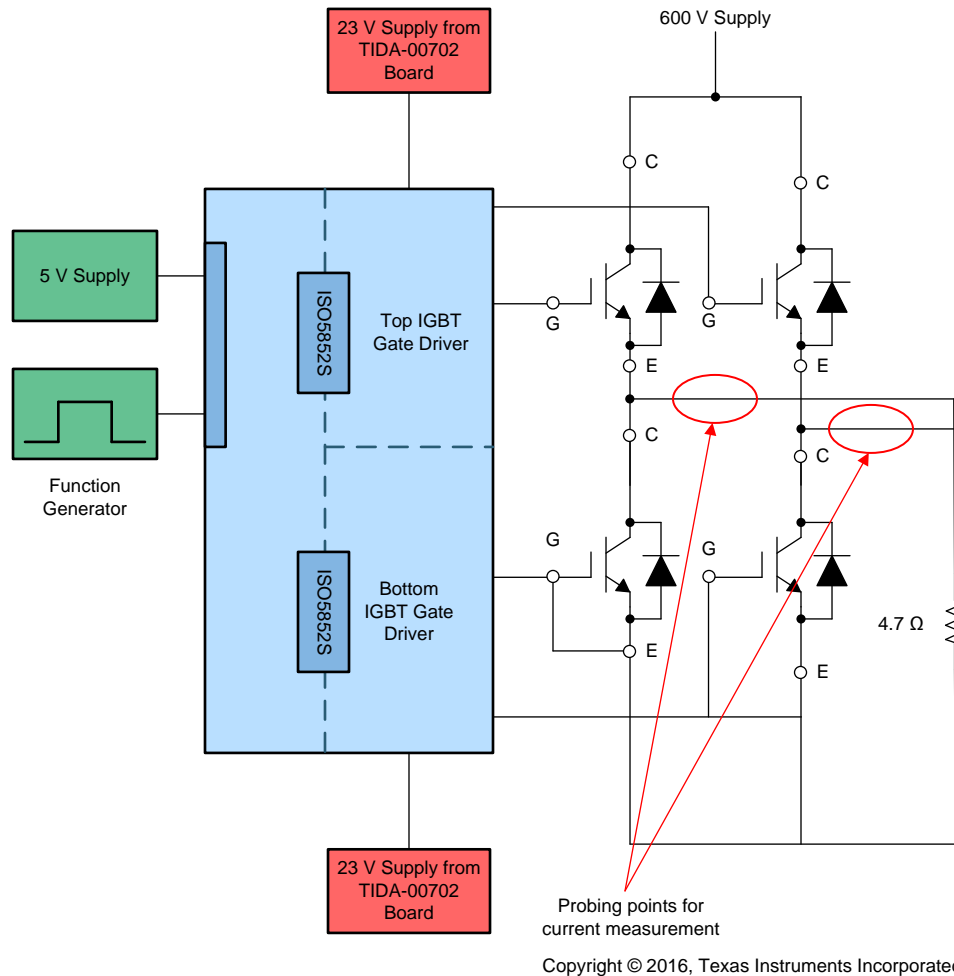 23 V Supply from
TIDA-00702
Board
600 V Supply
C
C
5 V Supply
ISO5852S
Top IGBT
Gate Driver
G
G
E
E
C
C
Function
Generator
G
G
ISO5852S
Bottom
IGBT Gate
Driver
4.7 Ω
E
E
23 V Supply from
TIDA-00702
Board
Probing points for
current measurement
Copyright © 2016, Texas Instruments Incorporated